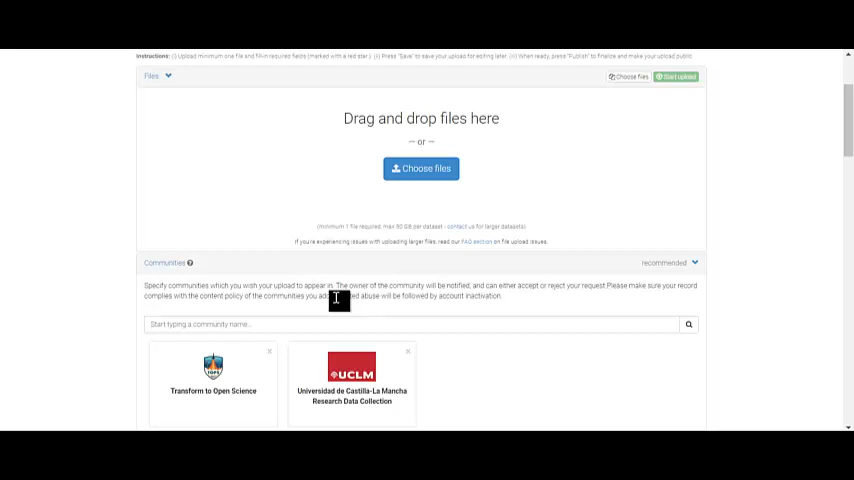 Instructions: (i) Upload minimum one file and fill-in required fields (marked with a red star ). (ii) Press "Save" to save your upload for editing later. (iii) When ready, press "Publish" to finalize and make your upload public.
Files
Choose files
Start upload
Drag and drop files here
— or —
Choose files
(minimum 1 file required, max 50 GB per dataset - contact us for larger datasets).
If you're experiencing issues with uploading larger files, read our FAQ section on file upload issues.
Communities
recommended
Specify communities which you wish your upload to appear in. The owner of the community will be notified, and can either accept or reject your request.Please make sure your record
complies with the content policy of the communities you abuse will be followed by account inactivation.
Start typing a community name...
TOPS
UCLM
Transform to Open Science
Universidad de Castilla-La Mancha
Research Data Collection